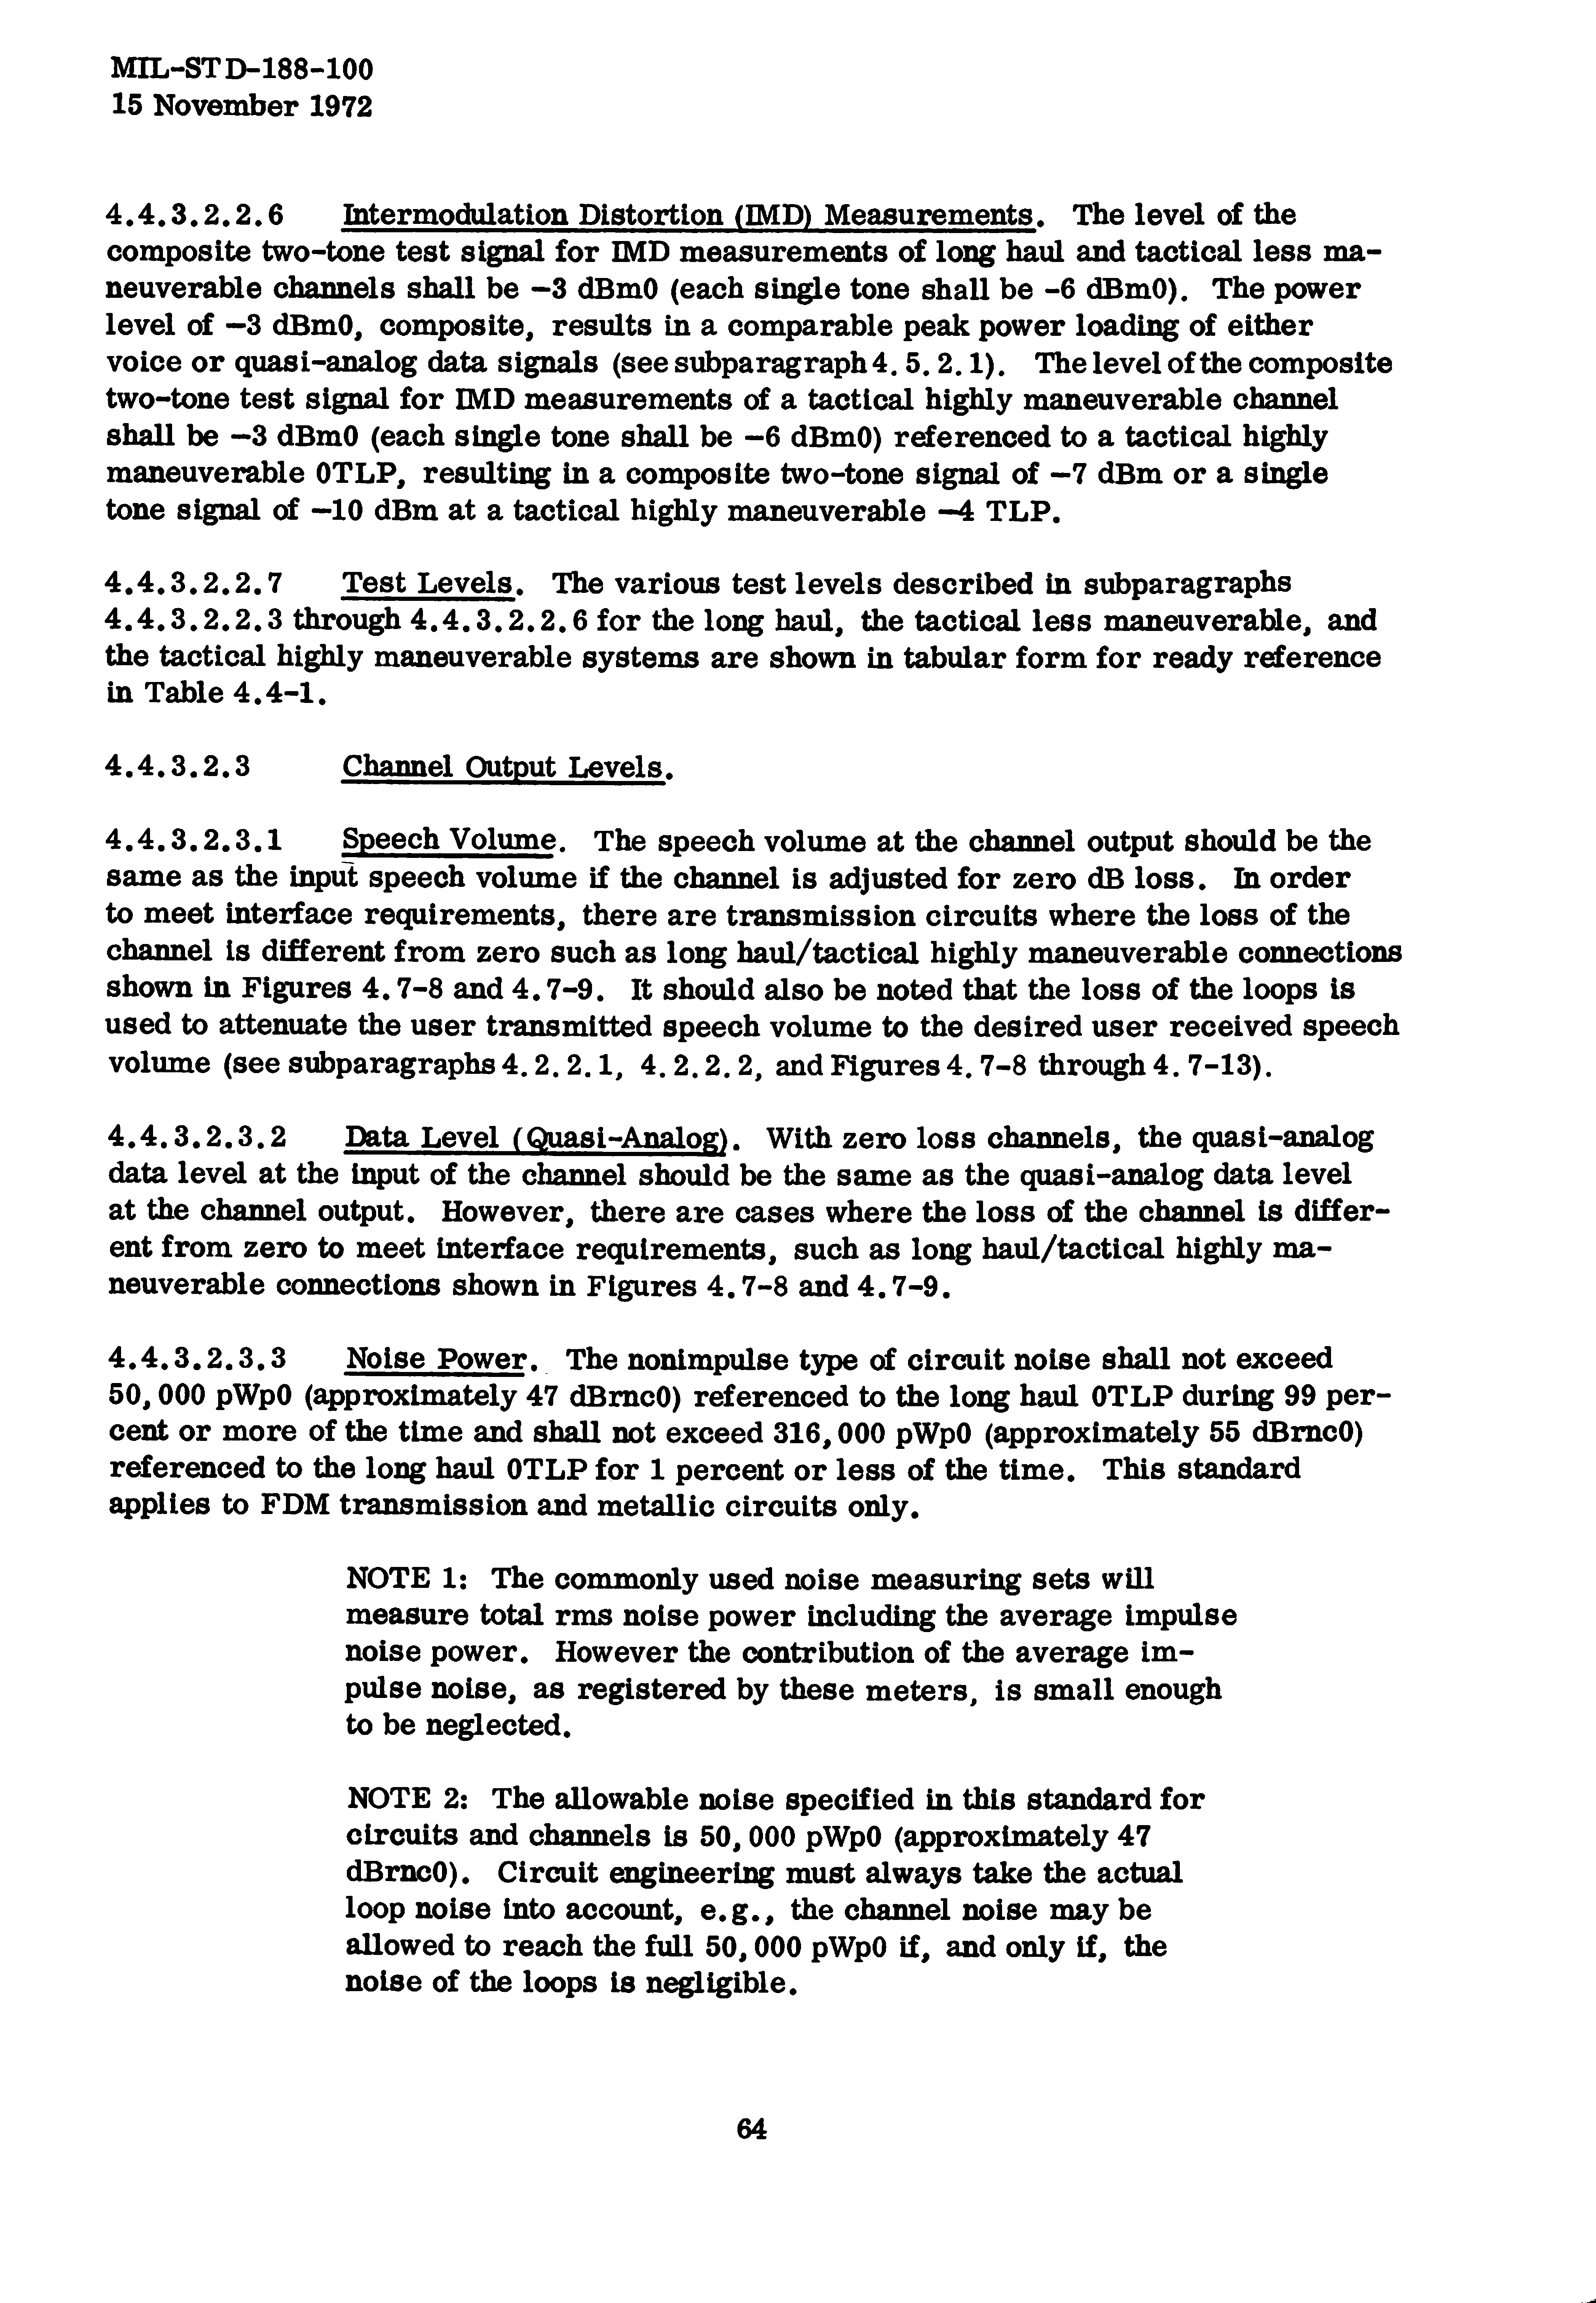 MIL-STD-188-100
15 November 1972
4.4.3.2.2.6 Intermodulation Distortion (IMD) Measurements. The level of the
composite two-tone test signal for IMD measurements of long haul and tactical less ma-
neuverable channels shall be -3 dBm0 (each single tone shall be -6 dBm0). The power
level of -3 dBm0, composite, results in a comparable peak power loading of either
voice or quasi-analog data signals (see subparagraph 4.5.2.1). The level of the composite
two-tone test signal for IMD measurements of a tactical highly maneuverable channel
shall be -3 dBm0 (each single tone shall be -6 dBm0) referenced to a tactical highly
maneuverable 0TLP, resulting in a composite two-tone signal of -7 dBm or a single
tone signal of -10 dBm at a tactical highly maneuverable -4 TLP.
4.4.3.2.2.7 Test Levels. The various test levels described in subparagraphs
4.4.3.2.2.3 through 4.4.3.2.2.6 for the long haul, the tactical less maneuverable, and
the tactical highly maneuverable systems are shown in tabular form for ready reference
in Table 4.4-1.
4.4.3.2.3 Channel Output Levels.
4.4.3.2.3.1 Speech Volume. The speech volume at the channel output should be the
same as the input speech volume if the channel is adjusted for zero dB loss. In order
to meet interface requirements, there are transmission circuits where the loss of the
channel is different from zero such as long haul/tactical highly maneuverable connections
shown in Figures 4.7-8 and 4.7-9. It should also be noted that the loss of the loops is
used to attenuate the user transmitted speech volume to the desired user received speech
volume (see subparagraphs 4.2.2.1, 4.2.2.2, and Figures 4.7-8 through 4.7-13).
4.4.3.2.3.2 Data Level (Quasi-Analog). With zero loss channels, the quasi-analog
data level at the input of the channel should be the same as the quasi-analog data level
at the channel output. However, there are cases where the loss of the channel is differ-
ent from zero to meet interface requirements, such as long haul/tactical highly ma-
neuverable connections shown in Figures 4.7-8 and 4.7-9.
4.4.3.2.3.3 Noise Power. The nonimpulse type of circuit noise shall not exceed
50,000 pWp0 (approximately 47 dBrnc0) referenced to the long haul 0TLP during 99 per-
cent or more of the time and shall not exceed 316,000 pWp0 (approximately 55 dBrnc0)
referenced to the long haul 0TLP for 1 percent or less of the time. This standard
applies to FDM transmission and metallic circuits only.
NOTE 1: The commonly used noise measuring sets will
measure total rms noise power including the average impulse
noise power. However the contribution of the average im-
pulse noise, as registered by these meters, is small enough
to be neglected.
NOTE 2: The allowable noise specified in this standard for
circuits and channels is 50,000 pWp0 (approximately 47
dBrnc0). Circuit engineering must always take the actual
loop noise into account, e.g., the channel noise may be
allowed to reach the full 50,000 pWp0 if, and only if, the
noise of the loops is negligible.
64